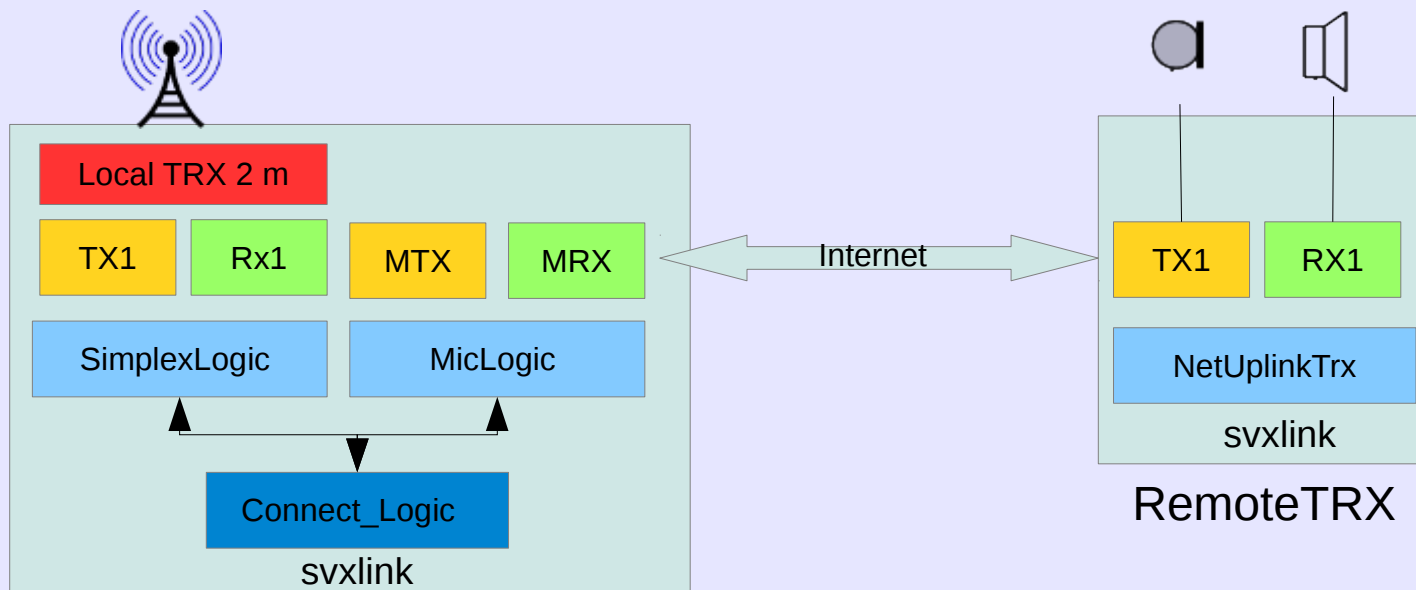 Local TRX 2 m
TX1
Rx1
MTX
MRX
SimplexLogic
MicLogic
Connect_Logic
svxlink
Internet
TX1
RX1
NetUplinkTrx
svxlink
RemoteTRX